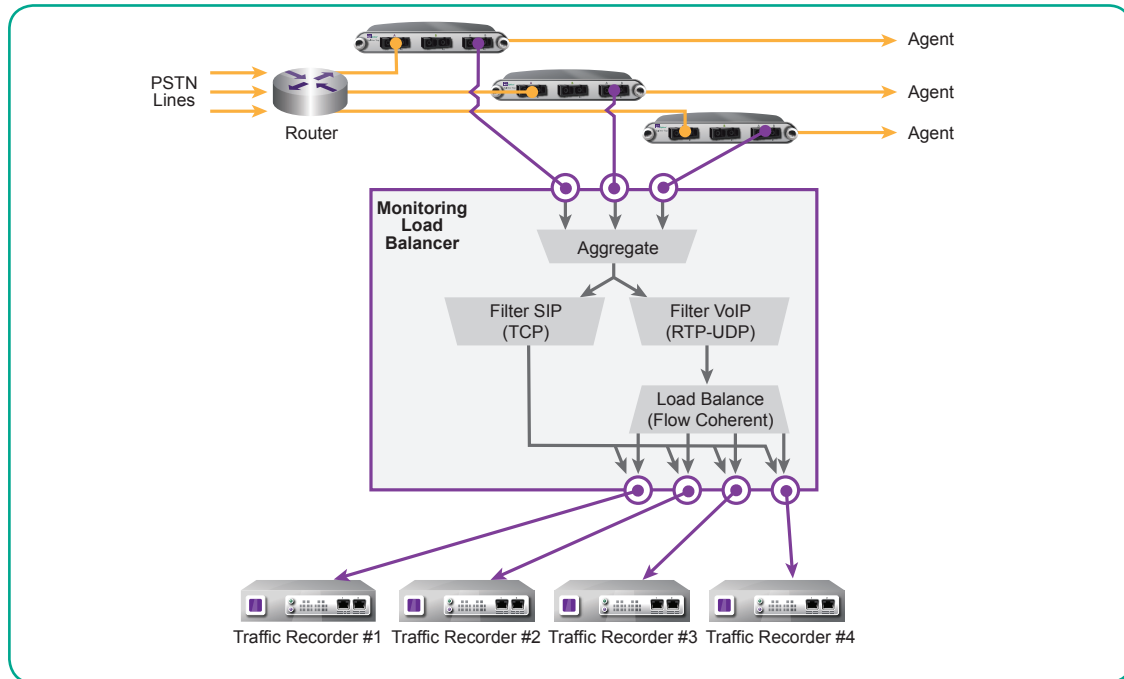 Agent
PSTN
Lines
Agent
Router
Agent
Monitoring
Load
Balancer
Aggregate
Filter SIP
(TCP)
Filter VoIP
(RTP-UDP)
Load Balance
(Flow Coherent)
Traffic Recorder #1
Traffic Recorder #2
Traffic Recorder #3
Traffic Recorder #4